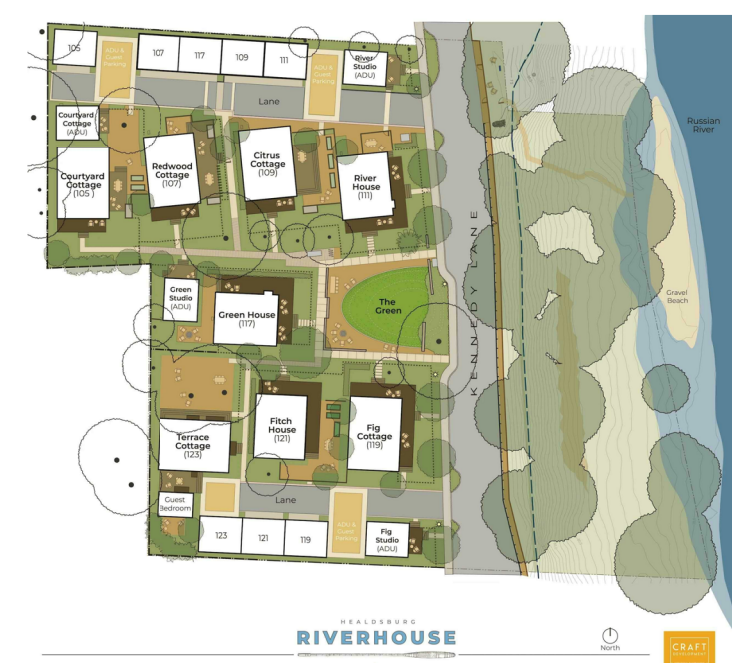 105
ADU &
Guest
Parking
107
117
109
111
ADU &
Guest
Parking
River
Studio
(ADU)
Lane
Courtyard
Cottage
(ADU)
Courtyard
Cottage
(105 )
Redwood
Cottage
(107)
Citrus
Cottage
(109)
River
House
(111)
Russian
River
KENNEDY LANE
Gravel
Beach
Green
Studio
(ADU)
Green House
(117)
The
Green
Terrace
Cottage
(123)
Fitch
House
(121)
Fig
Cottage
(119)
Guest
Bedroom
Lane
123
121
119
ADU &
Guest
Parking
Fig
Studio
(ADU)
HEALDSBURG
RIVERHOUSE
North
CRAFT
DEVELOPMENT